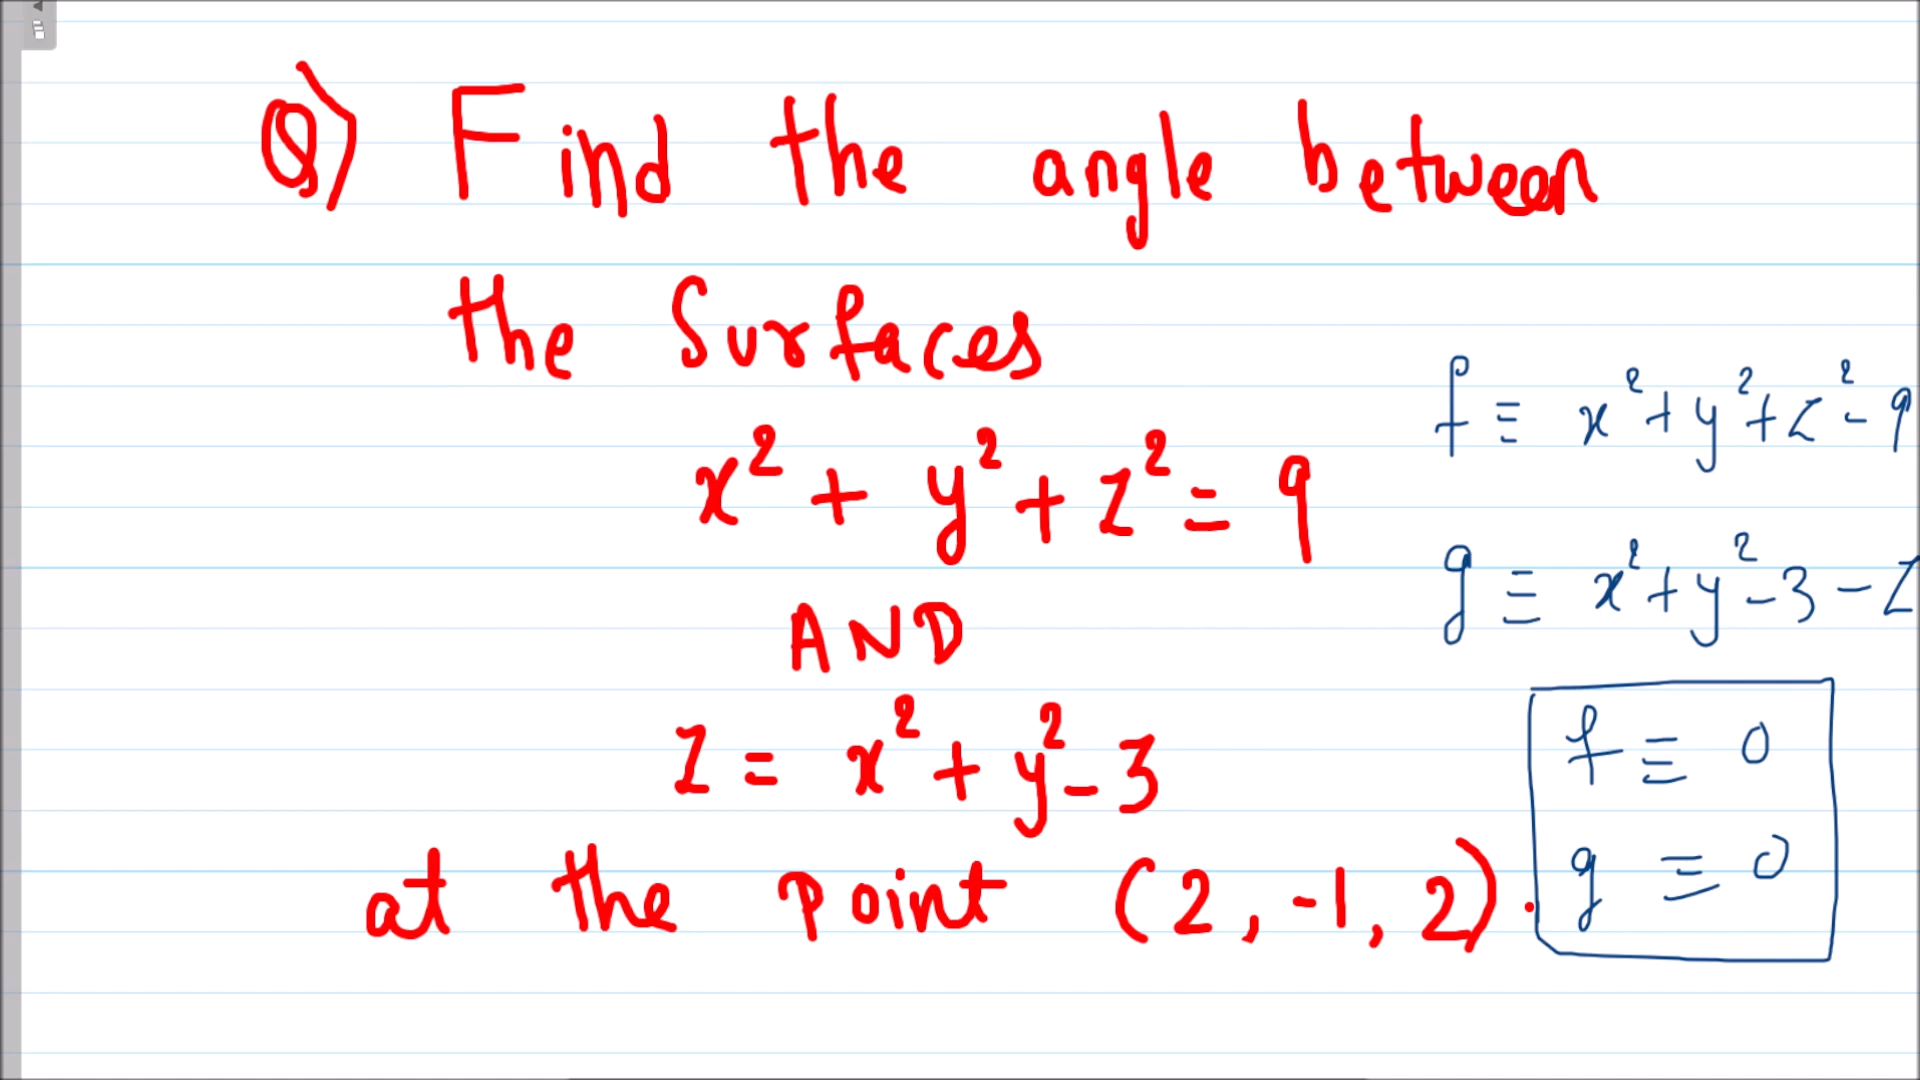 Q) Find the angle between
the Surfaces
x² + y² + z² = 9
AND
z = x² + y² - 3
at the point (2, -1, 2).
f ≡ x² + y² + z² - 9
g ≡ x² + y² - 3 - z
f ≡ 0
g ≡ 0